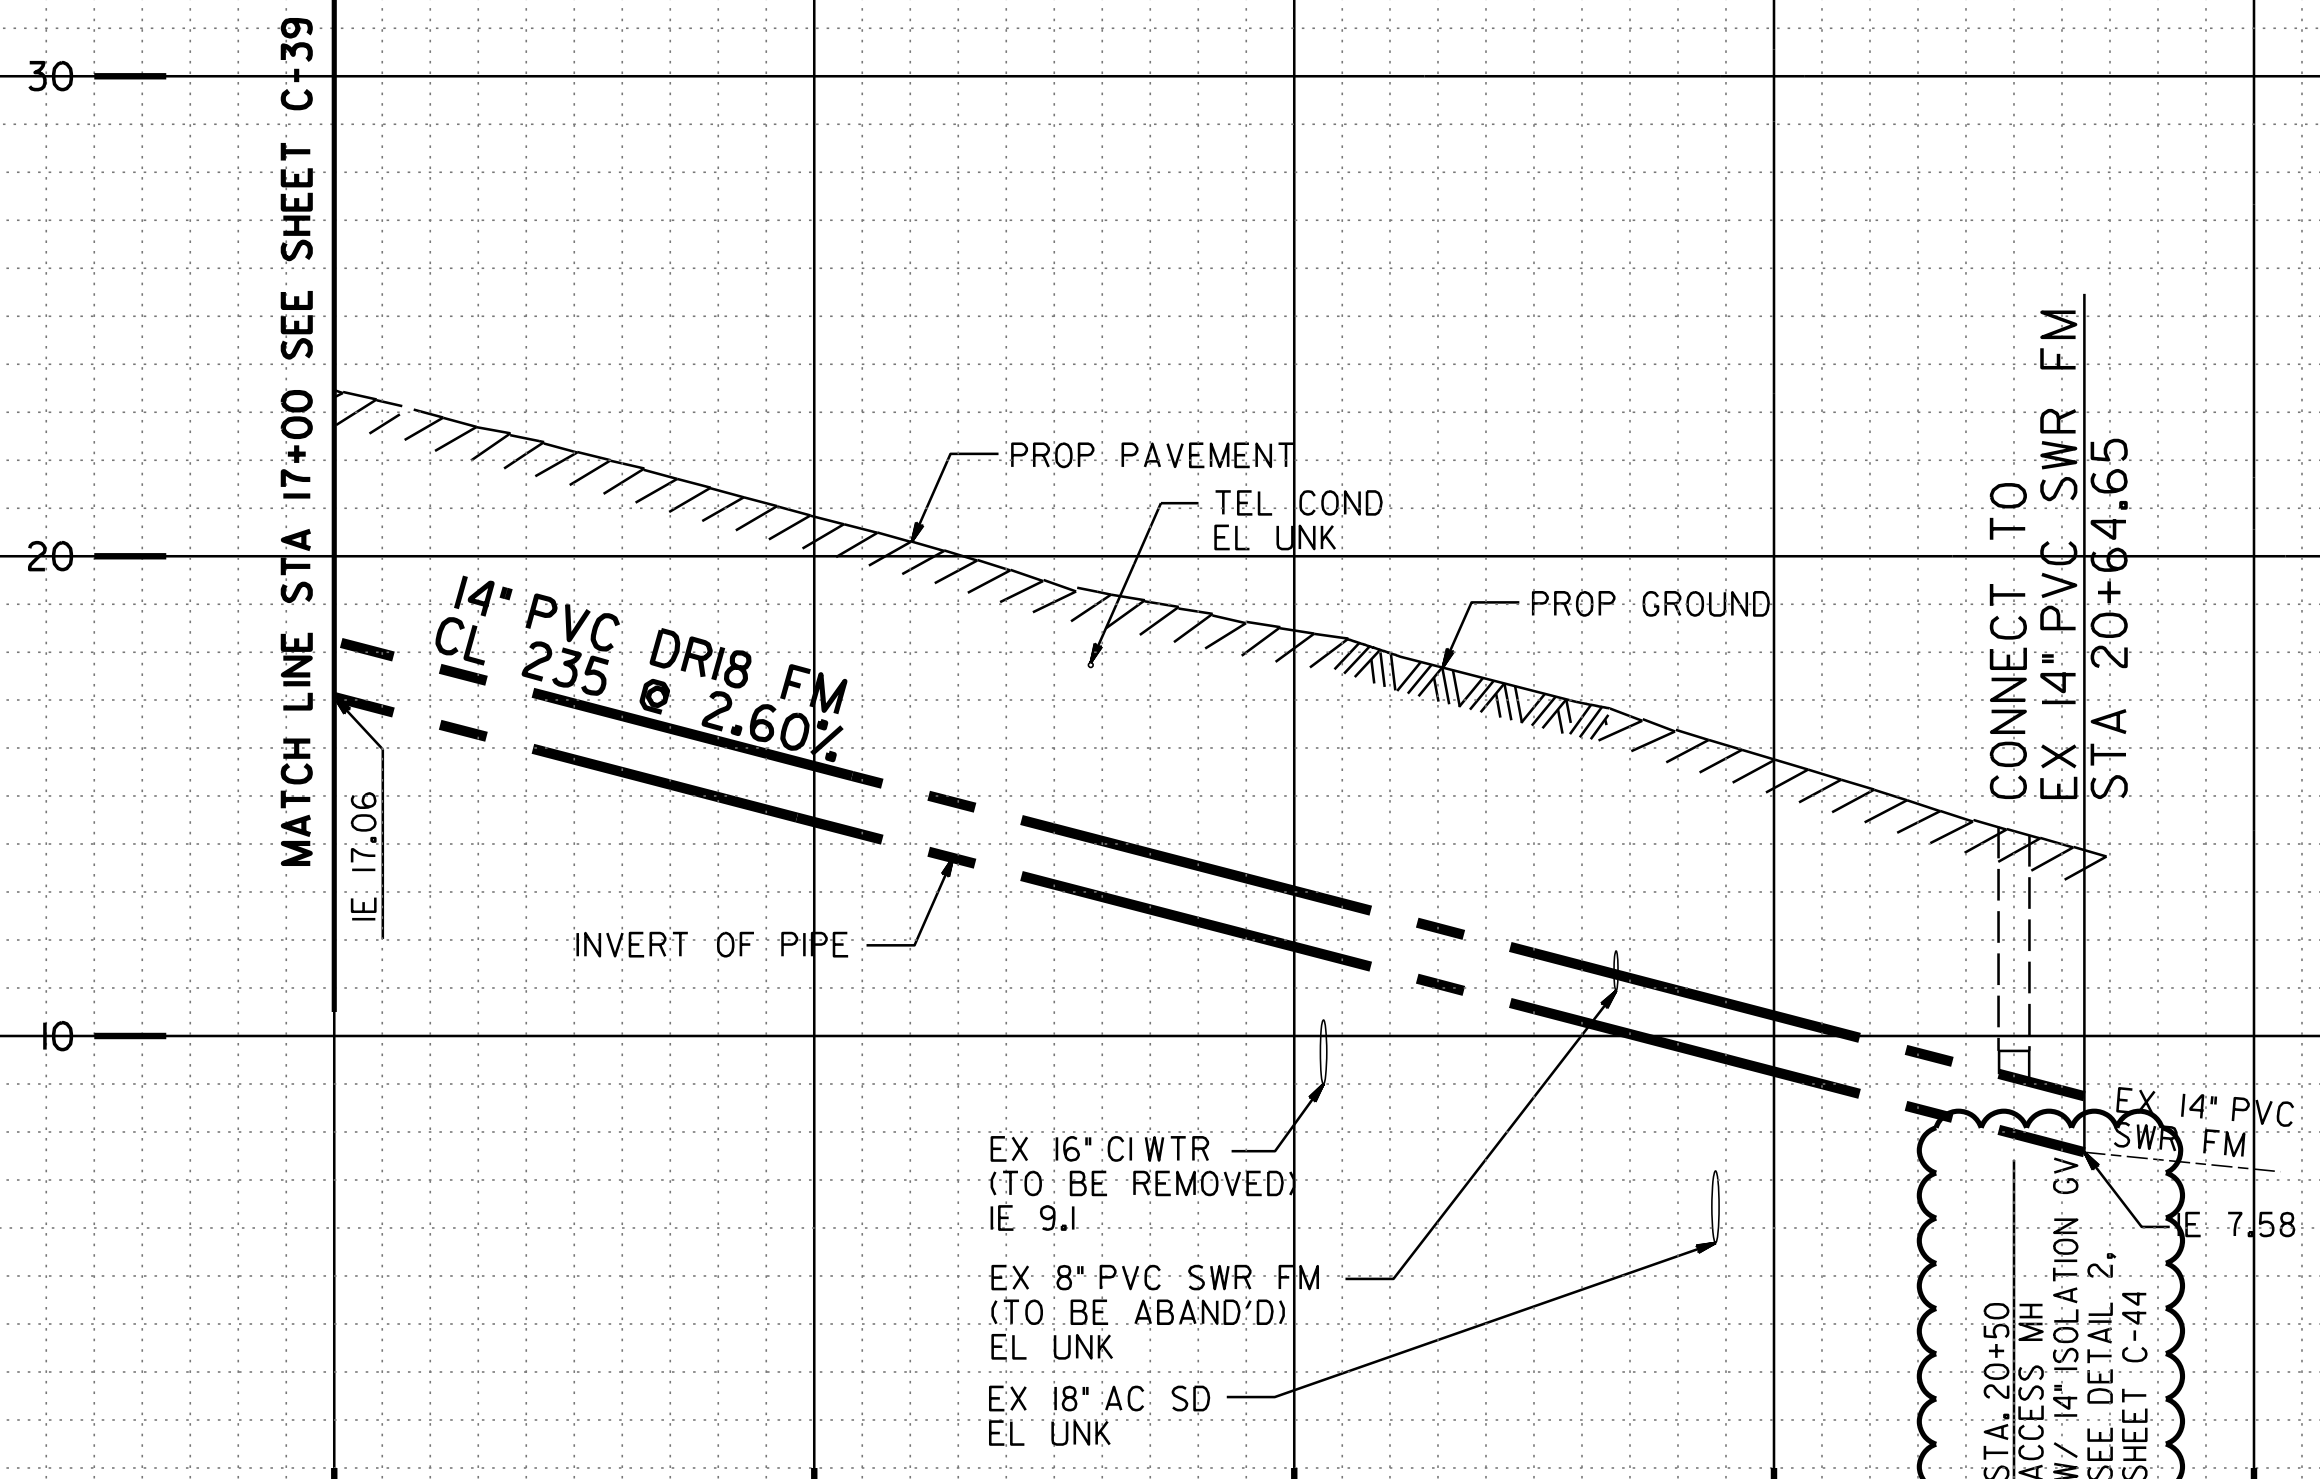 30
20
10
MATCH LINE STA 17+00 SEE SHEET C-39
14" PVC DR18 FM
CL 235 @ 2.60%
IE 17.06
INVERT OF PIPE
PROP PAVEMENT
TEL COND
EL UNK
PROP GROUND
CONNECT TO
EX 14" PVC SWR FM
STA 20+64.65
EX 16" CI WTR
(TO BE REMOVED)
IE 9.1
EX 8" PVC SWR FM
(TO BE ABAND'D)
EL UNK
EX 18" AC SD
EL UNK
EX 14" PVC
SWR FM
IE 7.58
STA. 20+50
ACCESS MH
W/ 14" ISOLATION GV
SEE DETAIL 2,
SHEET C-44